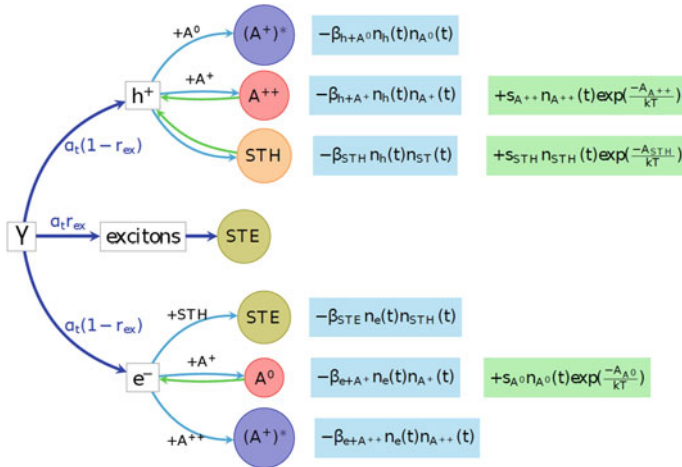 +A⁰ (A⁺)* −β_{h+A⁰}n_h(t)n_{A⁰}(t)
h⁺ +A⁺ A⁺⁺ −β_{h+A⁺}n_h(t)n_{A⁺}(t) +s_{A⁺⁺}n_{A⁺⁺}(t)exp(−A_{A⁺⁺}/kT)
a_t(1−r_ex) STH −β_{STH}n_h(t)n_{ST}(t) +s_{STH}n_{STH}(t)exp(−A_{STH}/kT)
γ a_t r_ex excitons STE
a_t(1−r_ex) +STH STE −β_{STE}n_e(t)n_{STH}(t)
e⁻ +A⁺ A⁰ −β_{e+A⁺}n_e(t)n_{A⁺}(t) +s_{A⁰}n_{A⁰}(t)exp(−A_{A⁰}/kT)
+A⁺⁺ (A⁺)* −β_{e+A⁺⁺}n_e(t)n_{A⁺⁺}(t)